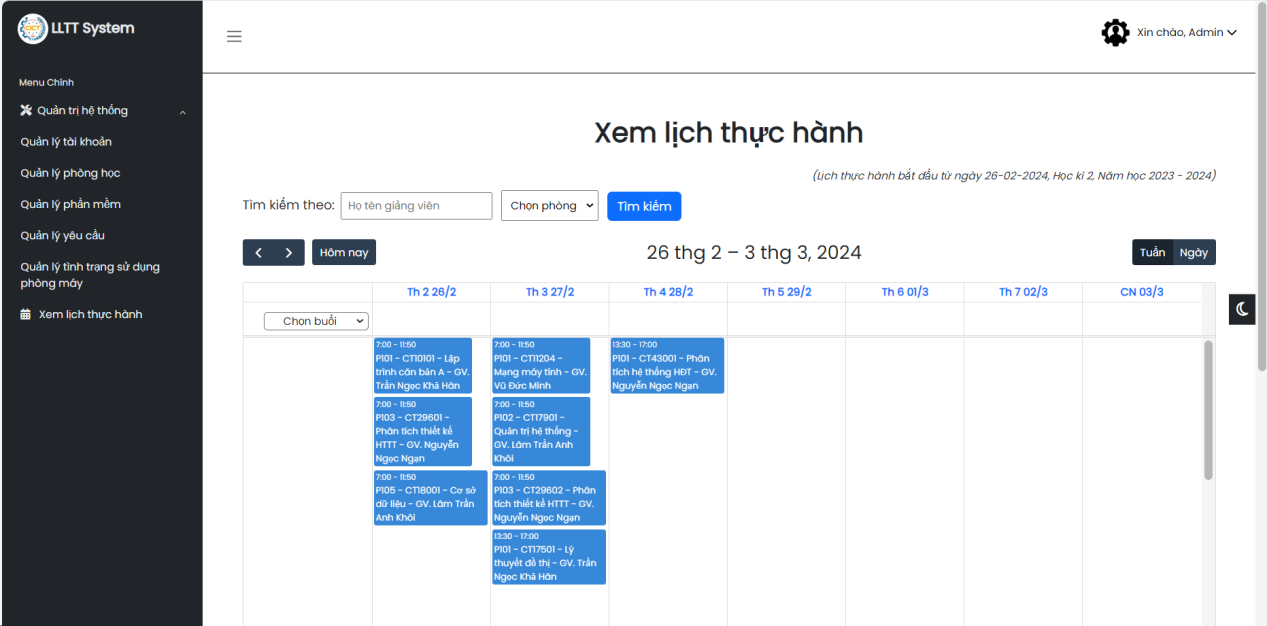 LLTT System
Xin chào, Admin
Menu Chính
Quản trị hệ thống
Quản lý tài khoản
Quản lý phòng học
Quản lý phần mềm
Quản lý yêu cầu
Quản lý tình trạng sử dụng
phòng máy
Xem lịch thực hành
Xem lịch thực hành
(Lịch thực hành bắt đầu từ ngày 26-02-2024, Học kì 2, Năm học 2023 - 2024)
Tìm kiếm theo: Họ tên giảng viên Chọn phòng Tìm kiếm
Hôm nay 26 thg 2 – 3 thg 3, 2024 Tuần Ngày
Th 2 26/2 Th 3 27/2 Th 4 28/2 Th 5 29/2 Th 6 01/3 Th 7 02/3 CN 03/3
Chọn buổi
7:00 - 11:50
P101 - CT10101 - Lập
trình căn bản A - GV.
Trần Ngọc Khả Hân
7:00 - 11:50
P103 - CT29601 -
Phân tích thiết kế
HTTT - GV. Nguyễn
Ngọc Ngạn
7:00 - 11:50
P105 - CT18001 - Cơ sở
dữ liệu - GV. Lâm Trần
Anh Khôi
7:00 - 11:50
P101 - CT11204 -
Mạng máy tính - GV.
Vũ Đức Minh
7:00 - 11:50
P102 - CT17901 -
Quản trị hệ thống -
GV. Lâm Trần Anh
Khôi
7:00 - 11:50
P103 - CT29602 - Phân
tích thiết kế HTTT - GV.
Nguyễn Ngọc Ngạn
13:30 - 17:00
P101 - CT17501 - Lý
thuyết đồ thị - GV. Trần
Ngọc Khả Hân
13:30 - 17:00
P101 - CT43001 - Phân
tích hệ thống HĐT - GV.
Nguyễn Ngọc Ngạn